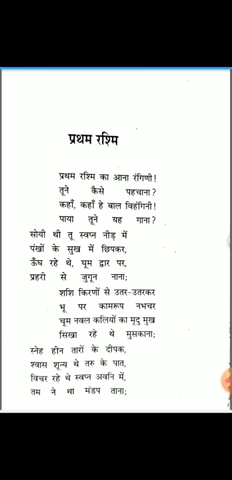 प्रथम रश्मि
प्रथम रश्मि का आना रंगिणी!
तूने कैसे पहचाना?
कहाँ, कहाँ हे बाल विहंगिनी!
पाया तूने यह गाना?
सोयी थी तू स्वप्न नीड़ में
पंखों के सुख में छिपकर,
ऊँघ रहे थे, घूम द्वार पर,
प्रहरी से जुगून नाना;
शशि किरणों से उतर-उतरकर
भू पर कामरूप नभचर
चूम नवल कलियों का मृदु मुख
सिखा रहे थे मुसकाना;
स्नेह हीन तारों के दीपक,
श्वास शून्य थे तरु के पात,
विचर रहे थे स्वप्न अवनि में,
तम ने था मंडप ताना;